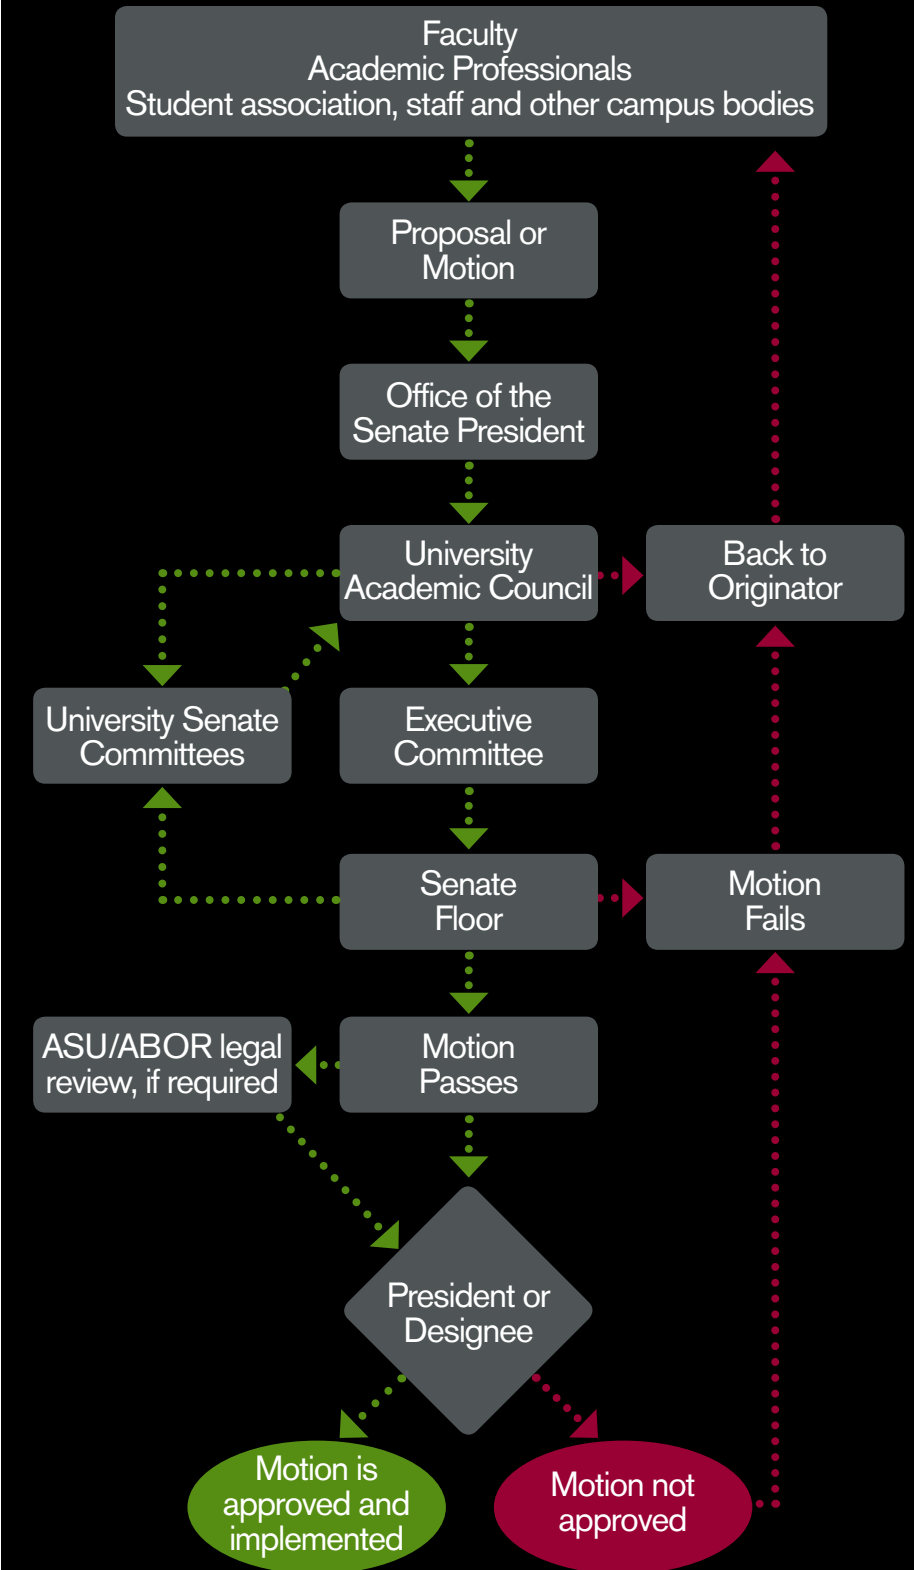 Faculty
Academic Professionals
Student association, staff and other campus bodies
Proposal or
Motion
Office of the
Senate President
University
Academic Council
Back to
Originator
University Senate
Committees
Executive
Committee
Senate
Floor
Motion
Fails
ASU/ABOR legal
review, if required
Motion
Passes
President or
Designee
Motion is
approved and
implemented
Motion not
approved